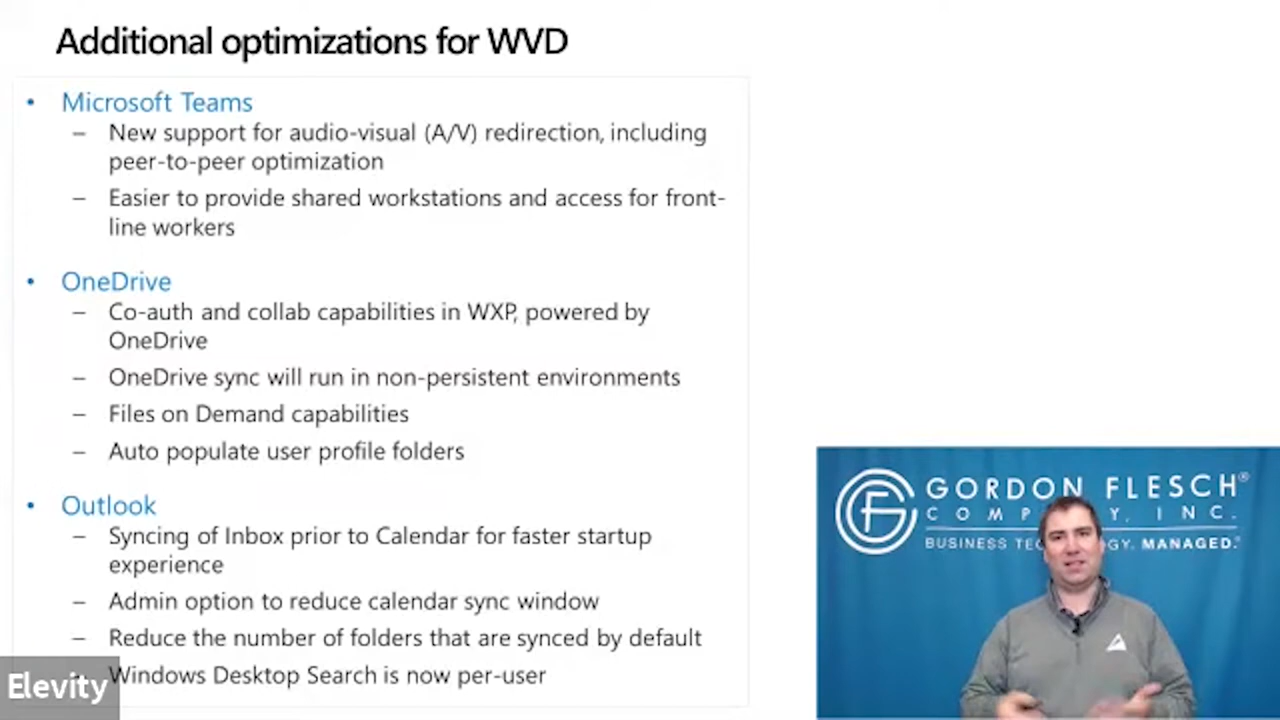 Additional optimizations for WVD
• Microsoft Teams
– New support for audio-visual (A/V) redirection, including
peer-to-peer optimization
– Easier to provide shared workstations and access for front-
line workers
• OneDrive
– Co-auth and collab capabilities in WXP, powered by
OneDrive
– OneDrive sync will run in non-persistent environments
– Files on Demand capabilities
– Auto populate user profile folders
• Outlook
– Syncing of Inbox prior to Calendar for faster startup
experience
– Admin option to reduce calendar sync window
– Reduce the number of folders that are synced by default
Windows Desktop Search is now per-user
Elevity
GORDON FLESCH®
COMP Y, INC.
BUSINESS TEC GY. MANAGED.®